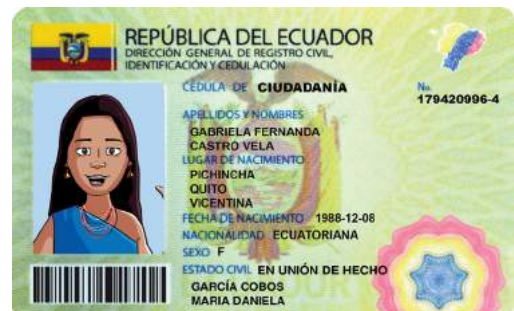 REPÚBLICA DEL ECUADOR
DIRECCIÓN GENERAL DE REGISTRO CIVIL,
IDENTIFICACIÓN Y CEDULACIÓN
CÉDULA DE CIUDADANÍA
No.
179420996-4
APELLIDOS Y NOMBRES
GABRIELA FERNANDA
CASTRO VELA
LUGAR DE NACIMIENTO
PICHINCHA
QUITO
VICENTINA
FECHA DE NACIMIENTO 1988-12-08
NACIONALIDAD ECUATORIANA
SEXO F
ESTADO CIVIL EN UNIÓN DE HECHO
GARCÍA COBOS
MARIA DANIELA